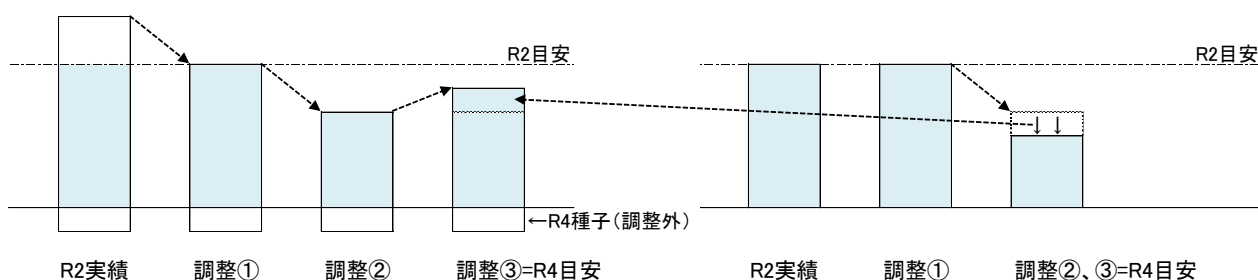 R2目安
R2目安
↓ ↓
←R4種子(調整外)
R2実績 調整① 調整② 調整③=R4目安
R2実績 調整① 調整②、③=R4目安